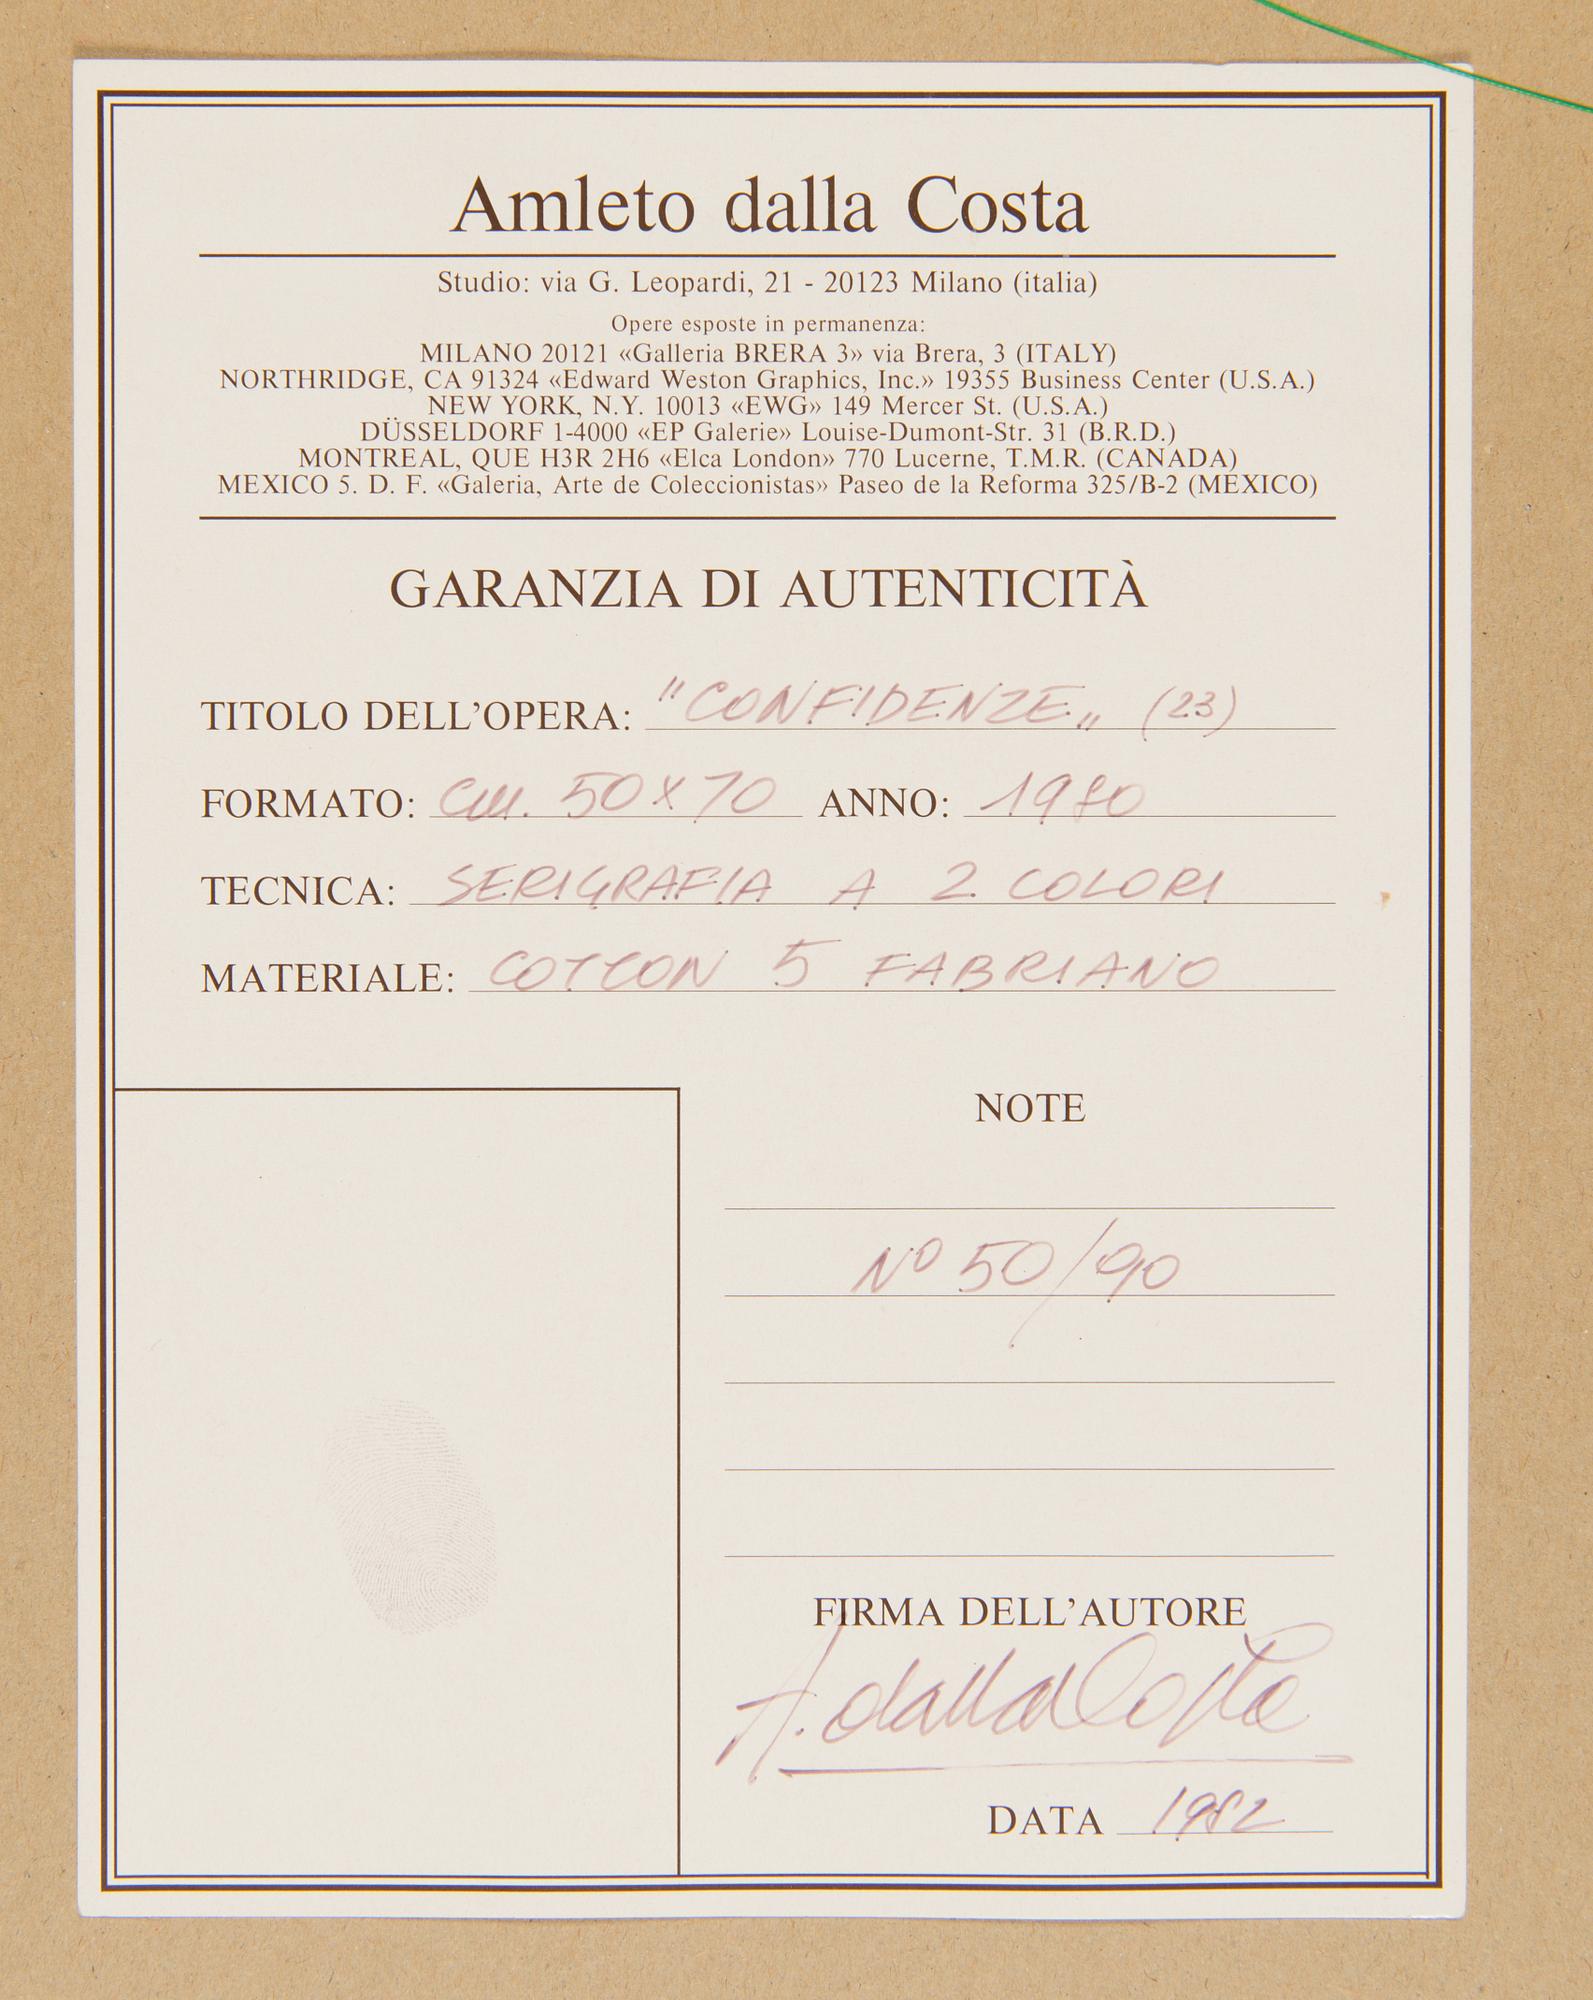 Amleto dalla Costa
Studio: via G. Leopardi, 21 - 20123 Milano (italia)
Opere esposte in permanenza:
MILANO 20121 «Galleria BRERA 3» via Brera, 3 (ITALY)
NORTHRIDGE, CA 91324 «Edward Weston Graphics, Inc.» 19355 Business Center (U.S.A.)
NEW YORK, N.Y. 10013 «EWG» 149 Mercer St. (U.S.A.)
DÜSSELDORF 1-4000 «EP Galerie» Louise-Dumont-Str. 31 (B.R.D.)
MONTREAL, QUE H3R 2H6 «Elca London» 770 Lucerne, T.M.R. (CANADA)
MEXICO 5. D. F. «Galeria, Arte de Coleccionistas» Paseo de la Reforma 325/B-2 (MEXICO)
GARANZIA DI AUTENTICITÀ
TITOLO DELL'OPERA: "CONFIDENZE„ (23)
FORMATO: cm. 50x70 ANNO: 1980
TECNICA: SERIGRAFIA A 2 COLORI
MATERIALE: COTTON 5 FABRIANO
NOTE
No 50/90
FIRMA DELL'AUTORE
A. dalla Costa
DATA 1982